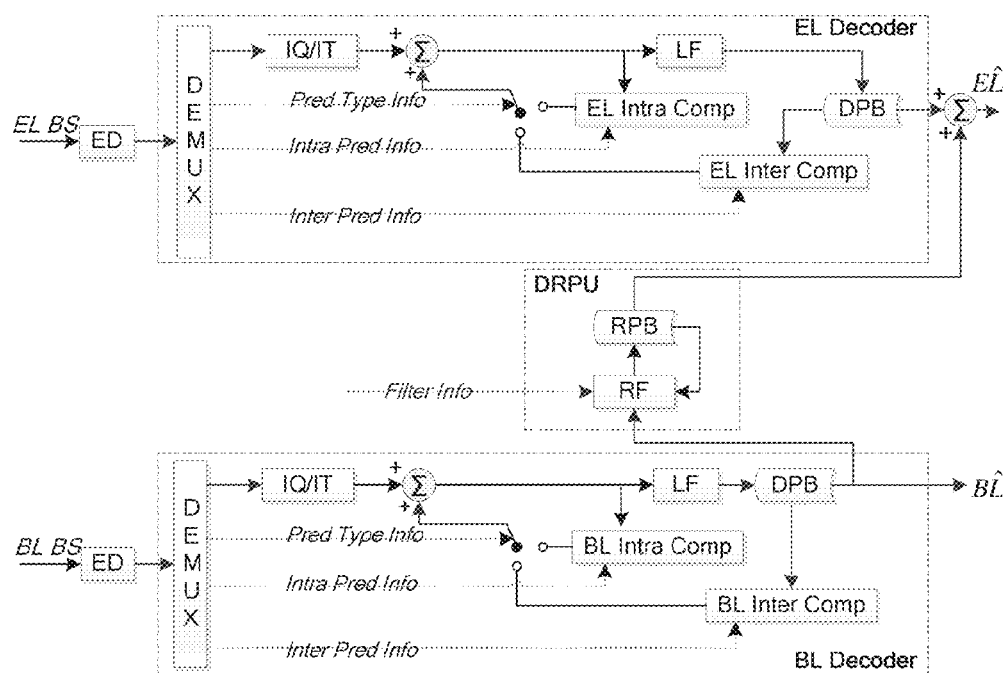 EL Decoder
IQ/IT
+
Σ
+
LF
D
E
M
U
X
Pred Type Info
EL Intra Comp
DPB
+
Σ
+
EL̂
EL BS
ED
Intra Pred Info
EL Inter Comp
Inter Pred Info
DRPU
RPB
Filter Info
RF
IQ/IT
+
Σ
+
LF
DPB
BL̂
D
E
M
U
X
Pred Type Info
BL Intra Comp
BL BS
ED
Intra Pred Info
BL Inter Comp
Inter Pred Info
BL Decoder